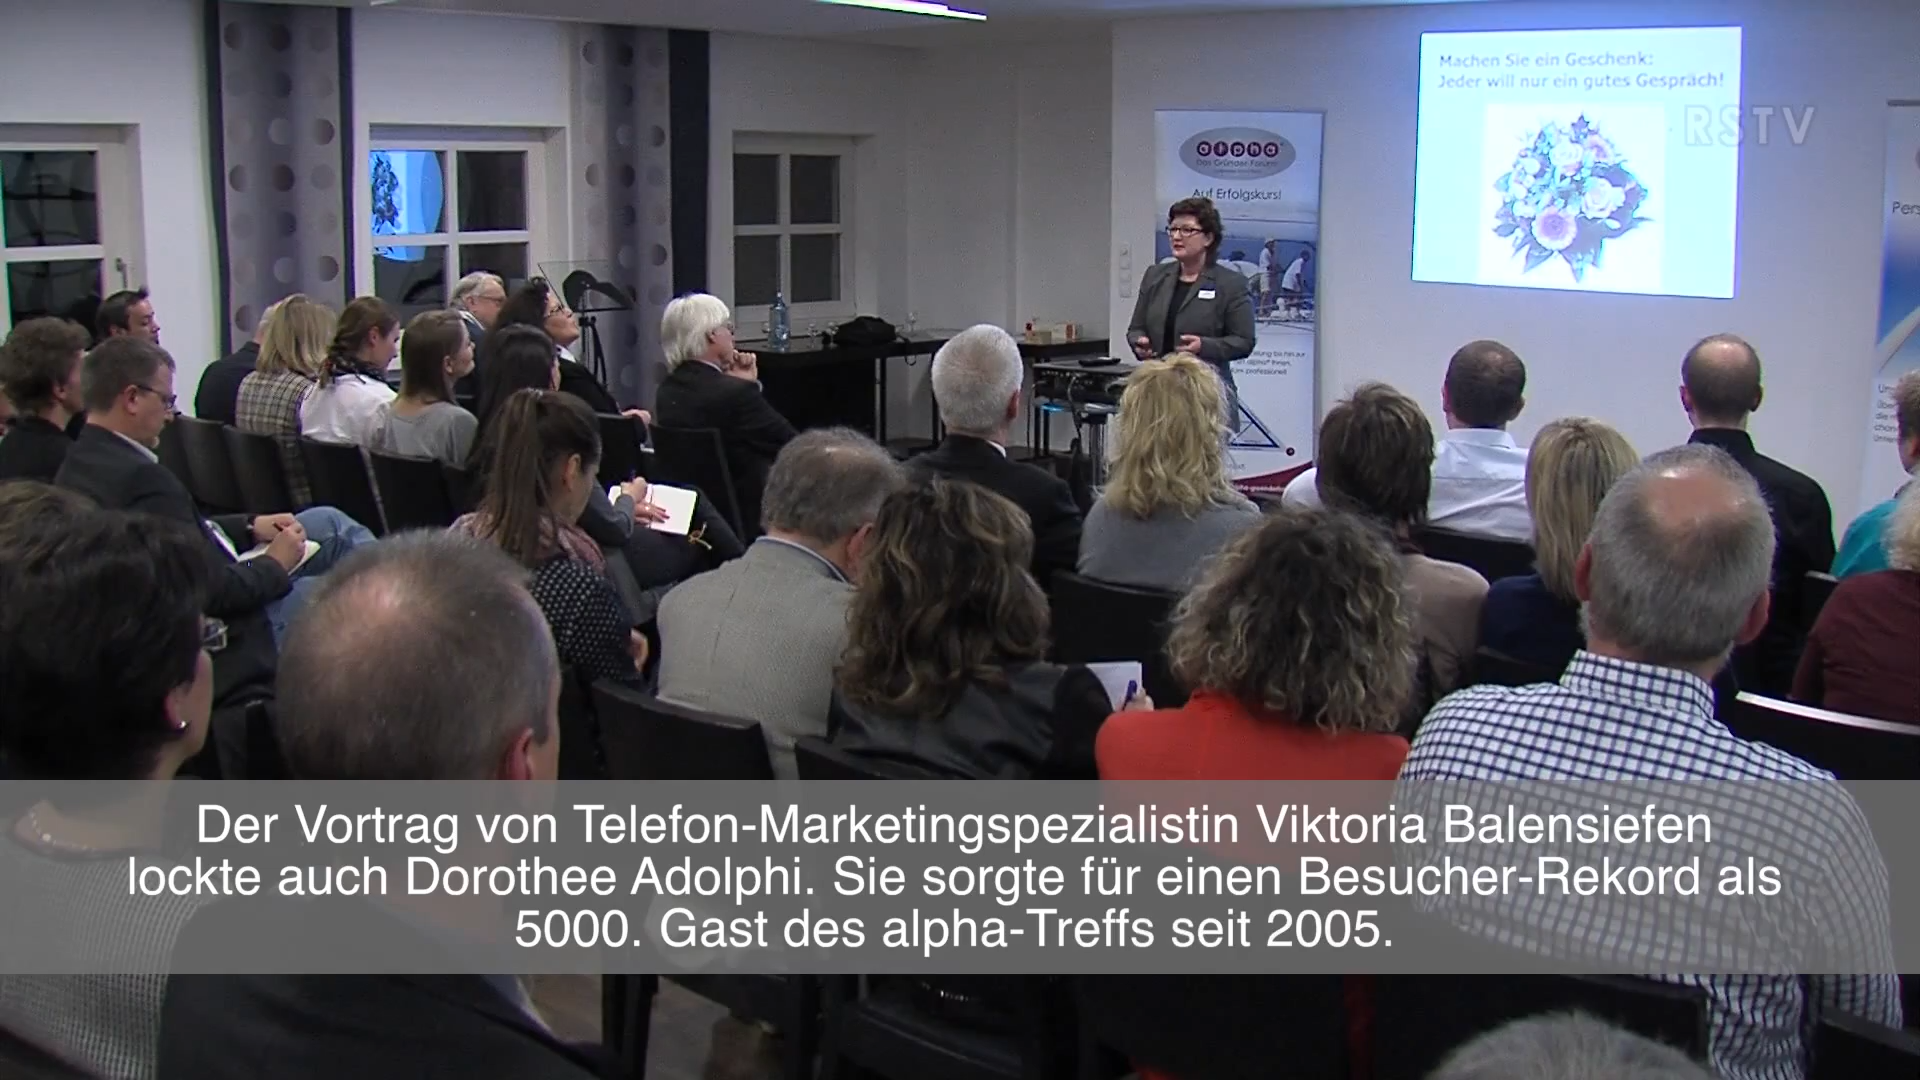 Machen Sie ein Geschenk:
Jeder will nur ein gutes Gespräch!
RSTV
alpha
Das Gründer-Forum
Auf Erfolgskurs!
Der Vortrag von Telefon-Marketingspezialistin Viktoria Balensiefen
lockte auch Dorothee Adolphi. Sie sorgte für einen Besucher-Rekord als
5000. Gast des alpha-Treffs seit 2005.